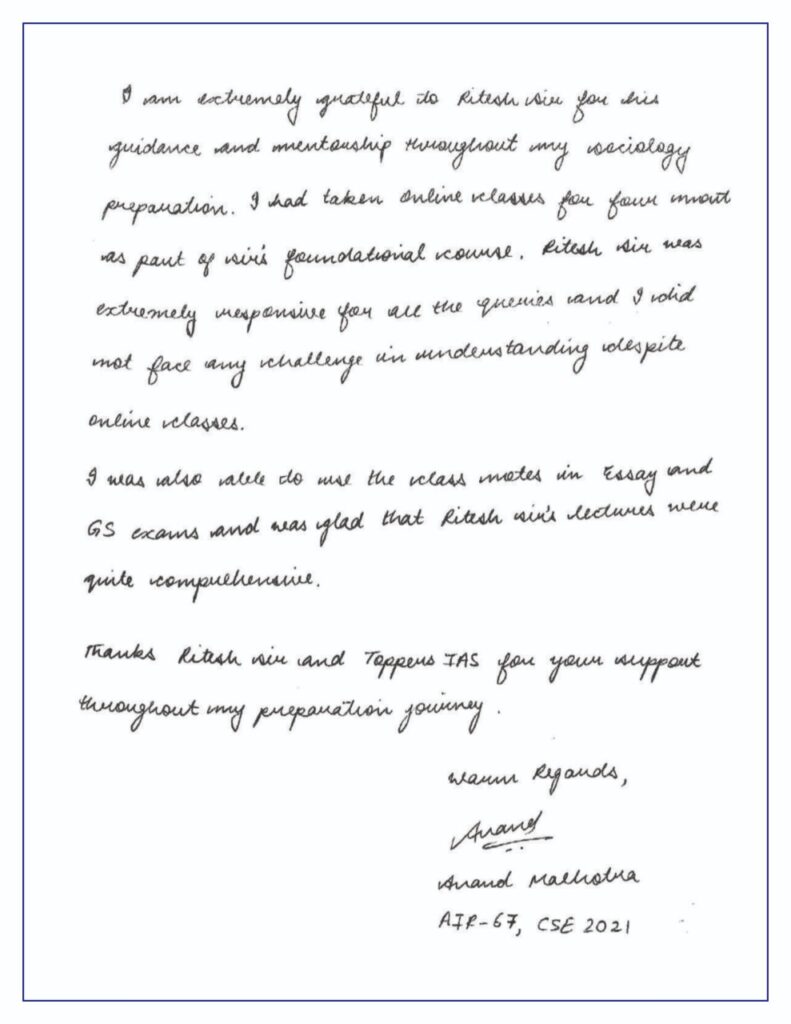 I am extremely grateful to Ritesh sir for his
guidance and mentorship throughout my sociology
preparation. I had taken online classes for four mont
as part of sir's foundational course. Ritesh sir was
extremely responsive for all the queries and I did
not face any challenge in understanding despite
online classes.
I was also able to use the class notes in Essay and
GS exams and was glad that Ritesh sir's lectures were
quite comprehensive.
Thanks Ritesh sir and Toppers IAS for your support
throughout my preparation journey.
Warm Regards,
Anand
Anand Malhotra
AIR-67, CSE 2021